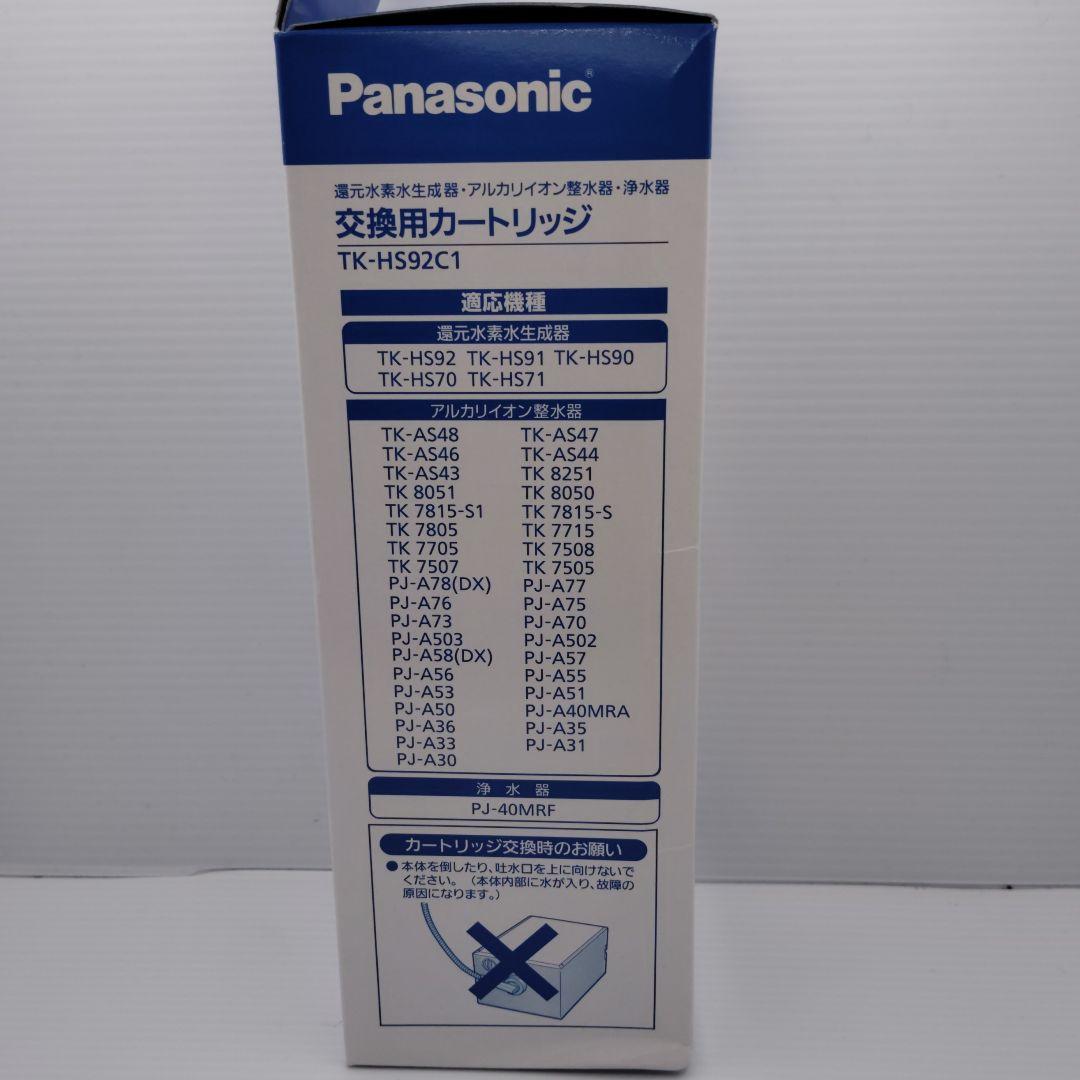 Panasonic®
還元水素水生成器・アルカリイオン整水器・浄水器
交換用カートリッジ
TK-HS92C1
適応機種
還元水素水生成器
TK-HS92 TK-HS91 TK-HS90
TK-HS70 TK-HS71
アルカリイオン整水器
TK-AS48 TK-AS47
TK-AS46 TK-AS44
TK-AS43 TK 8251
TK 8051 TK 8050
TK 7815-S1 TK 7815-S
TK 7805 TK 7715
TK 7705 TK 7508
TK 7507 TK 7505
PJ-A78(DX) PJ-A77
PJ-A76 PJ-A75
PJ-A73 PJ-A70
PJ-A503 PJ-A502
PJ-A58(DX) PJ-A57
PJ-A56 PJ-A55
PJ-A53 PJ-A51
PJ-A50 PJ-A40MRA
PJ-A36 PJ-A35
PJ-A33 PJ-A31
PJ-A30
浄水器
PJ-40MRF
カートリッジ交換時のお願い
●本体を倒したり、吐水口を上に向けないで
ください。(本体内部に水が入り、故障の
原因になります。)